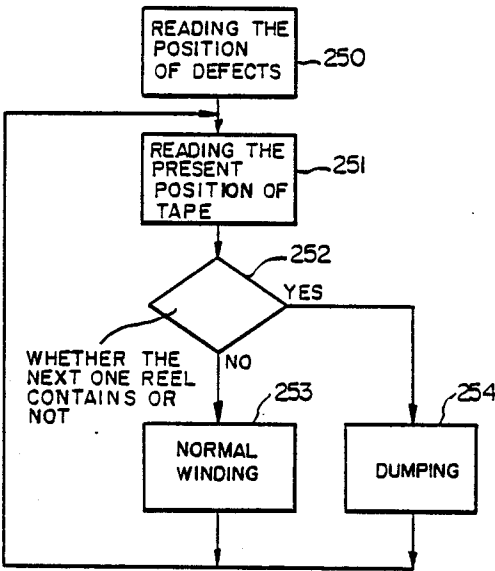 READING THE
POSITION
OF DEFECTS
250
READING THE
PRESENT
POSITION OF
TAPE
251
252
YES
WHETHER THE
NEXT ONE REEL
CONTAINS OR
NOT
NO
253
NORMAL
WINDING
254
DUMPING